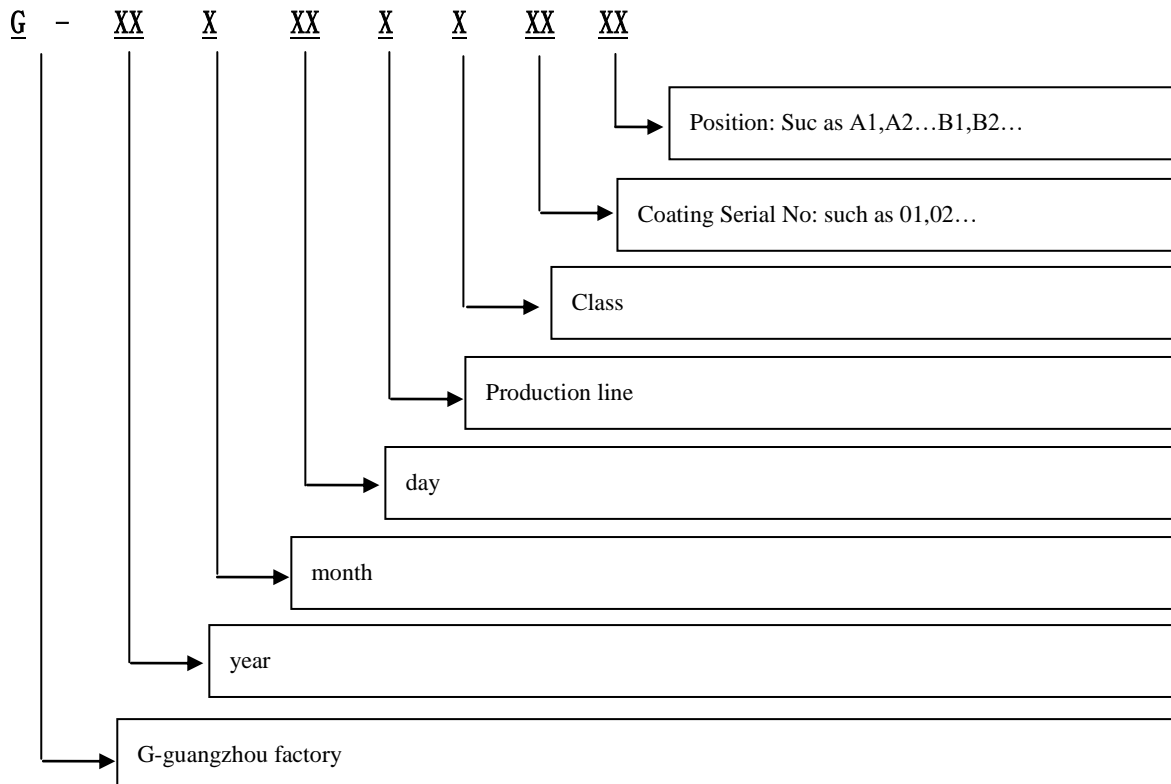 G - XX X XX X X XX XX
Position: Suc as A1,A2…B1,B2…
Coating Serial No: such as 01,02…
Class
Production line
day
month
year
G-guangzhou factory